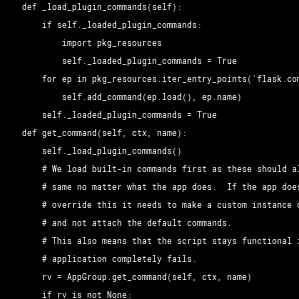 def _load_plugin_commands(self):
if self._loaded_plugin_commands:
import pkg_resources
self._loaded_plugin_commands = True
for ep in pkg_resources.iter_entry_points('flask.com
self.add_command(ep.load(), ep.name)
self._loaded_plugin_commands = True
def get_command(self, ctx, name):
self._load_plugin_commands()
# We load built-in commands first as these should al
# same no matter what the app does.  If the app does
# override this it needs to make a custom instance o
# and not attach the default commands.
# This also means that the script stays functional i
# application completely fails.
rv = AppGroup.get_command(self, ctx, name)
if rv is not None: